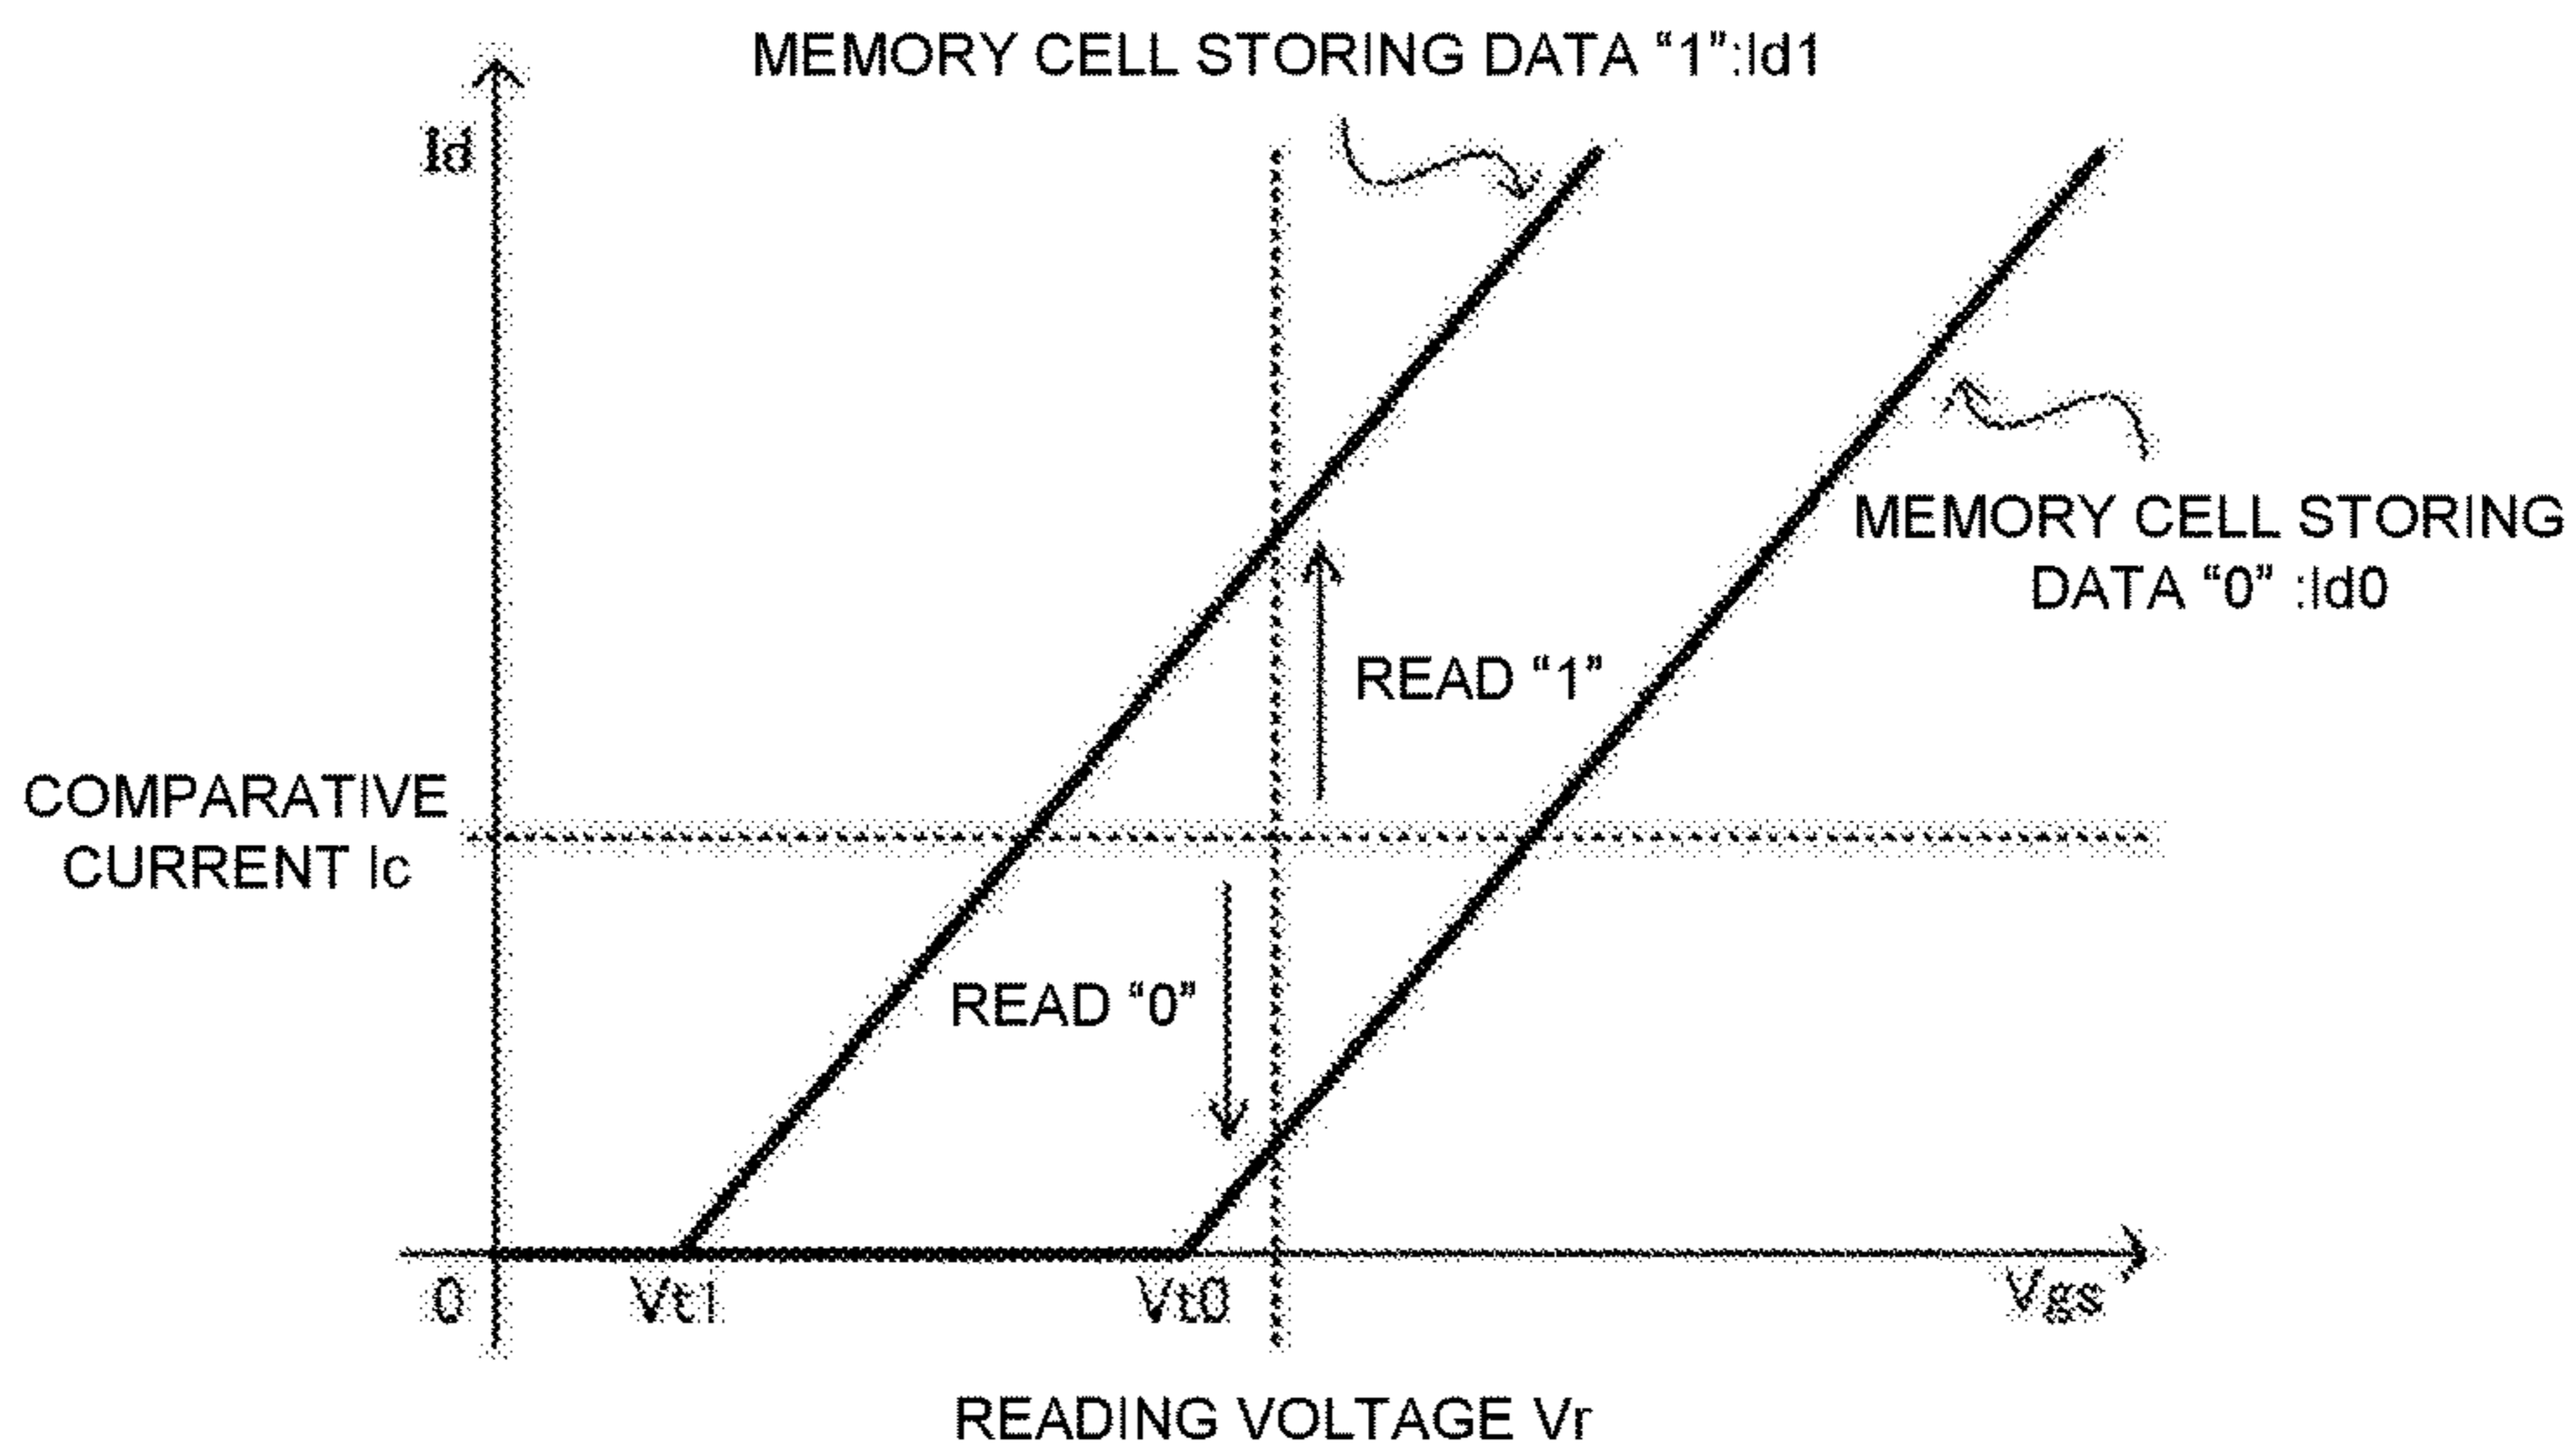 MEMORY CELL STORING DATA “1”:Id1
Id
MEMORY CELL STORING
DATA “0” :Id0
READ “1”
COMPARATIVE
CURRENT Ic
READ “0”
0
Vt1
Vt0
Vgs
READING VOLTAGE Vr